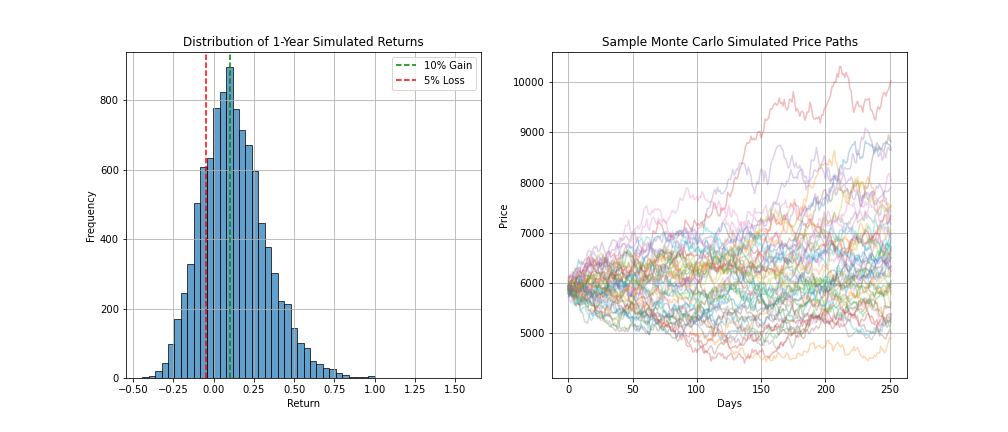 Distribution of 1-Year Simulated Returns
10% Gain
5% Loss
800
600
400
200
0
Frequency
−0.50 −0.25 0.00 0.25 0.50 0.75 1.00 1.25 1.50
Return
Sample Monte Carlo Simulated Price Paths
10000
9000
8000
7000
6000
5000
Price
0 50 100 150 200 250
Days